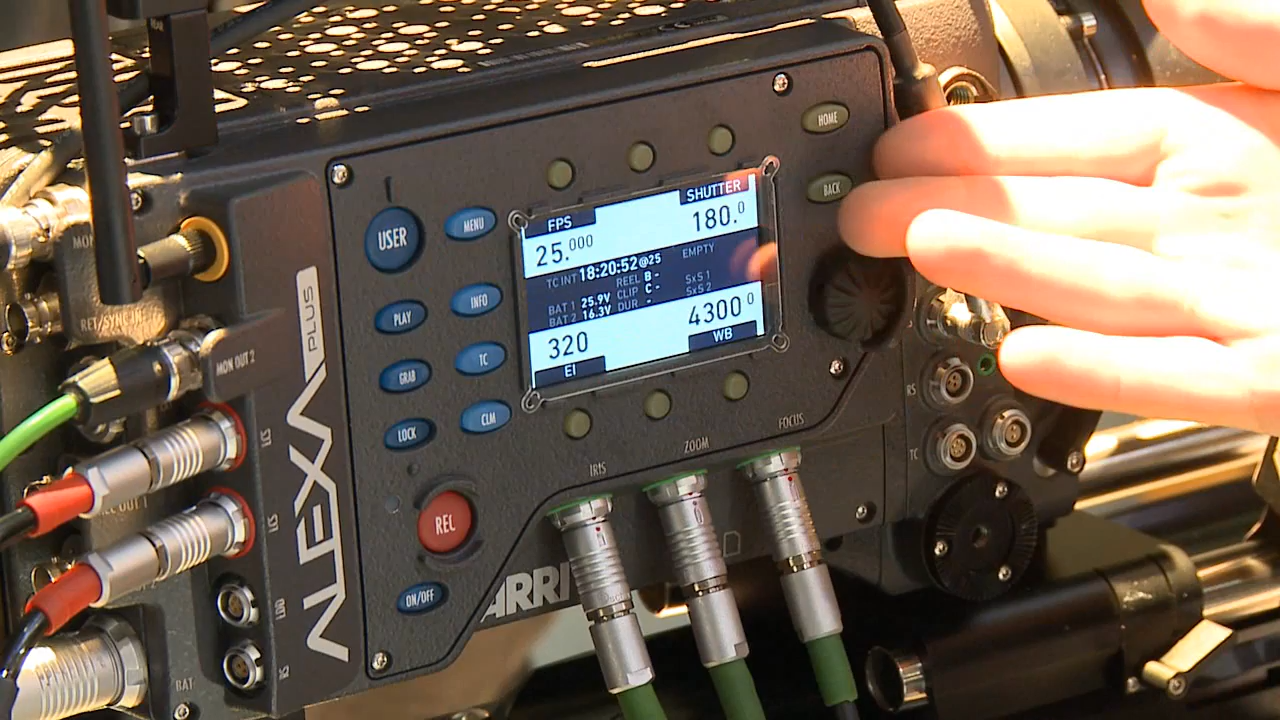 HOME
BACK
USER
MENU
PLAY
INFO
GRAB
TC
LOCK
CLM
REC
ON/OFF
FPS
SHUTTER
25.000
180.0
TC INT 18:20:52@25
EMPTY
REEL B -
CLIP C -
DUR -
SxS 1
SxS 2
BAT 1 25.9V
BAT 2 16.3V
320
4300 0
EI
WB
IRIS
ZOOM
FOCUS
ALEXA PLUS
ARRI
RET/SYNC IN
MON OUT 2
LCS
LCS
LDD
BAT
RS
TC